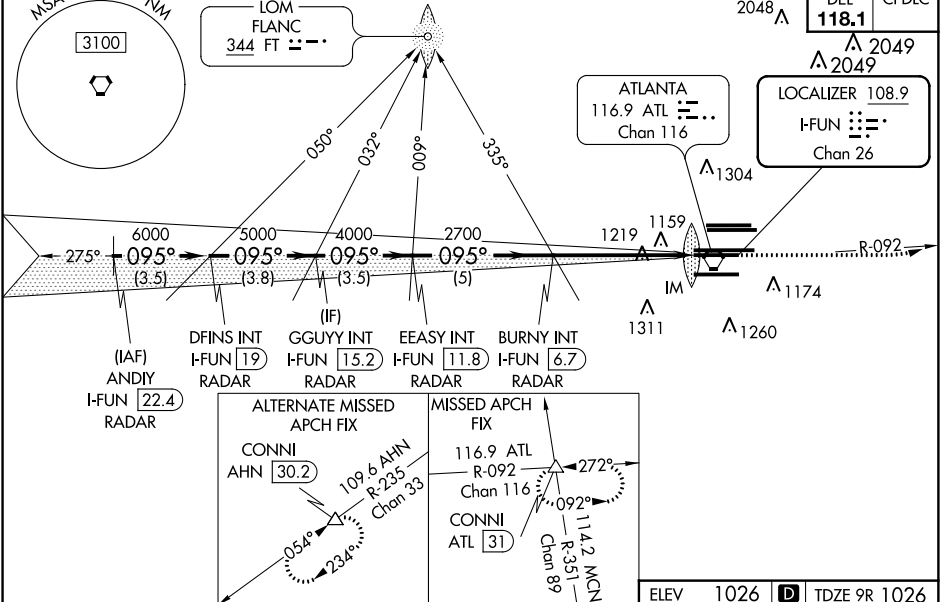 MSA
NM
3100
LOM
FLANC
344 FT
2048
DEL
118.1
CPDLC
2049
2049
ATLANTA
116.9 ATL
Chan 116
LOCALIZER 108.9
I-FUN
Chan 26
1304
050°
032°
009°
335°
6000
5000
4000
2700
1219
1159
275°
095°
095°
095°
095°
R-092
(3.5)
(3.8)
(3.5)
(5)
IM
1174
1311
1260
(IAF)
ANDIY
I-FUN 22.4
RADAR
DFINS INT
I-FUN 19
RADAR
(IF)
GGUYY INT
I-FUN 15.2
RADAR
EEASY INT
I-FUN 11.8
RADAR
BURNY INT
I-FUN 6.7
RADAR
ALTERNATE MISSED
APCH FIX
CONNI
AHN 30.2
109.6 AHN
R-235
Chan 33
054°
234°
MISSED APCH
FIX
116.9 ATL
R-092
Chan 116
272°
092°
CONNI
ATL 31
114.2 MCN
R-351
Chan 89
ELEV 1026 D TDZE 9R 1026